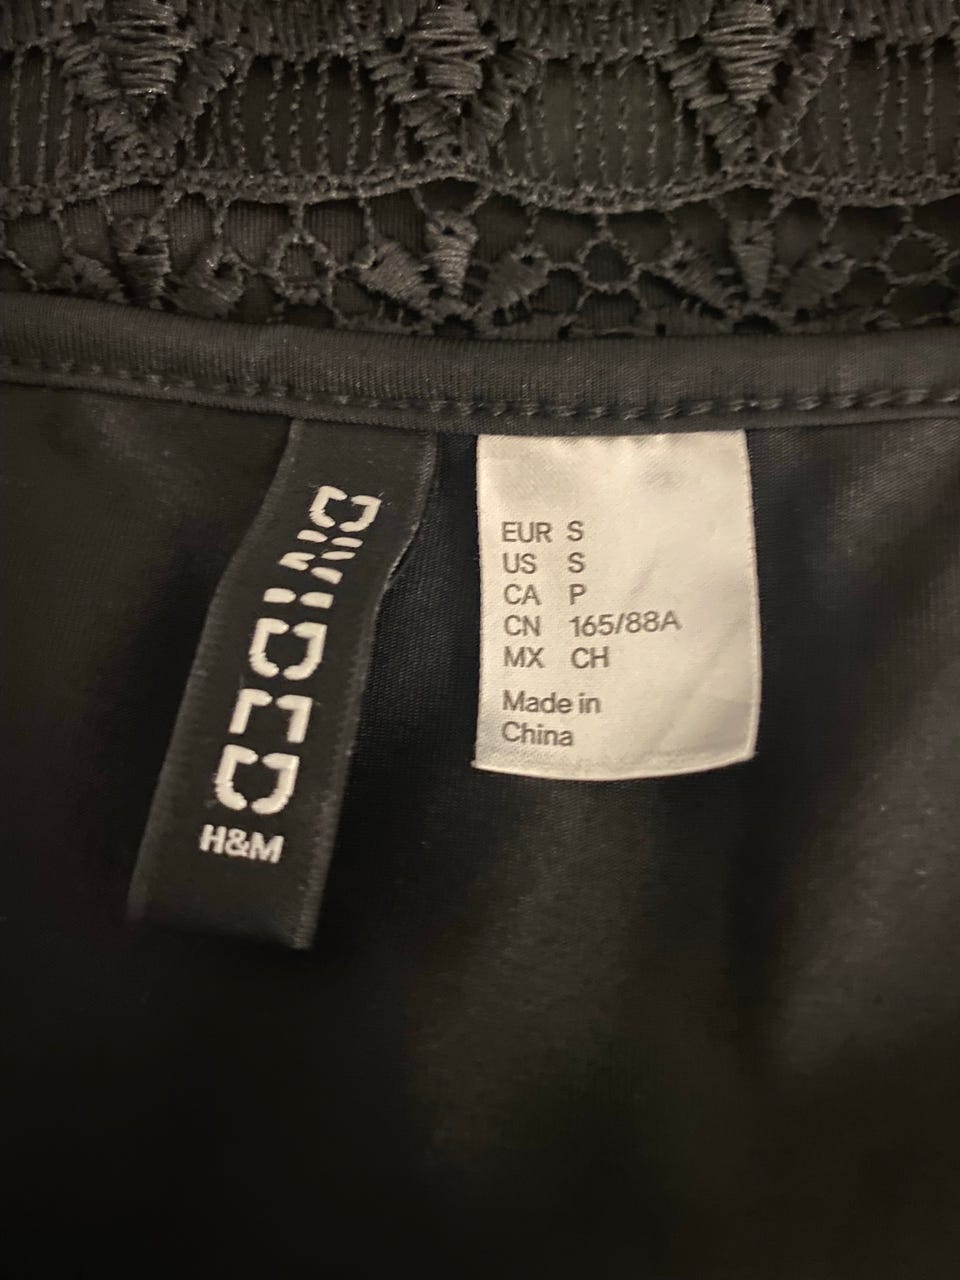 DIVIDED
H&M
EUR S
US S
CA P
CN 165/88A
MX CH
Made in
China